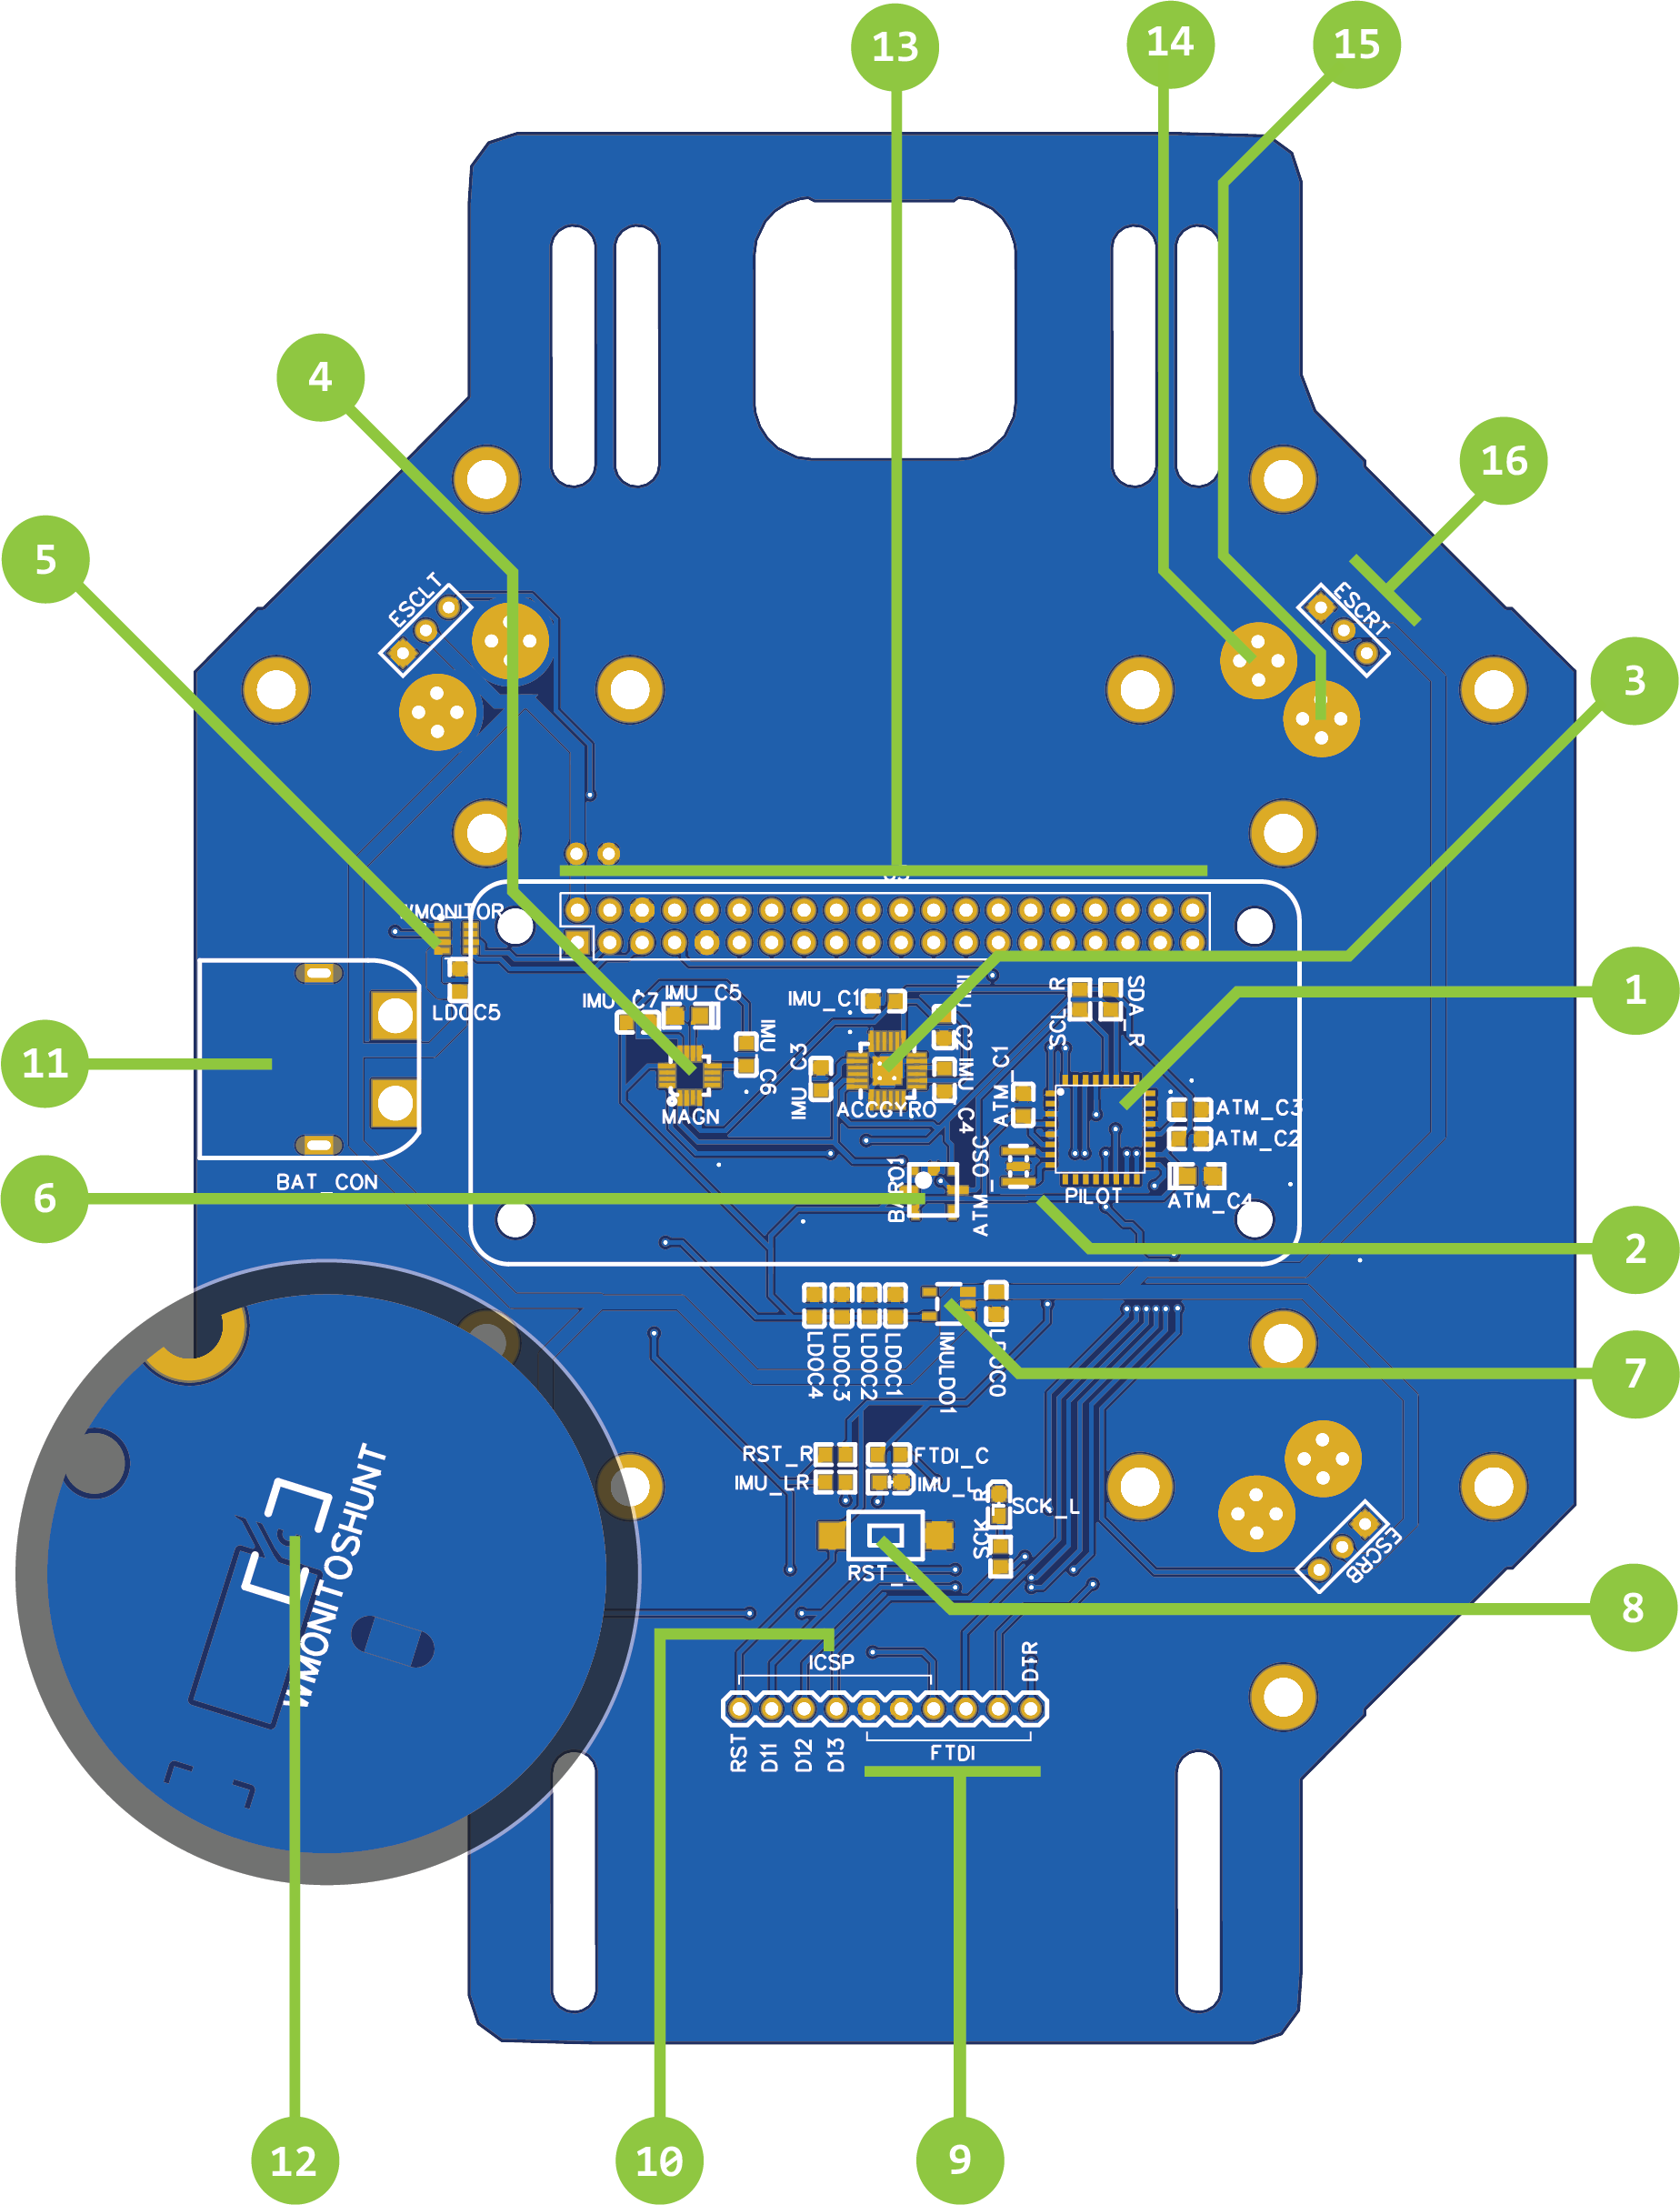 13
14
15
4
16
5
ESCLT
ESCRT
3
WMONITOR
1
LDOC5
IMU_C7
IMU_C5
IMU_C6
MAGN
IMU_C1
IMU_C2
IMU_C3
ACCGYRO
IMU_C4
SCL_R
SDA_R
ATM_C1
ATM_C3
ATM_C2
ATM_C4
PILOT
ATM_OSC
11
BAT_CON
6
BARO1
2
LDOC4
LDOC3
LDOC2
LDOC1
IMULDO1
LDOC0
7
RST_R
FTDI_C
IMU_LR
IMU_L
SCK_R
SCK_L
WMONITOSHUNT
ESCRB
8
ICSP
DTR
RST
D11
D12
D13
FTDI
12
10
9